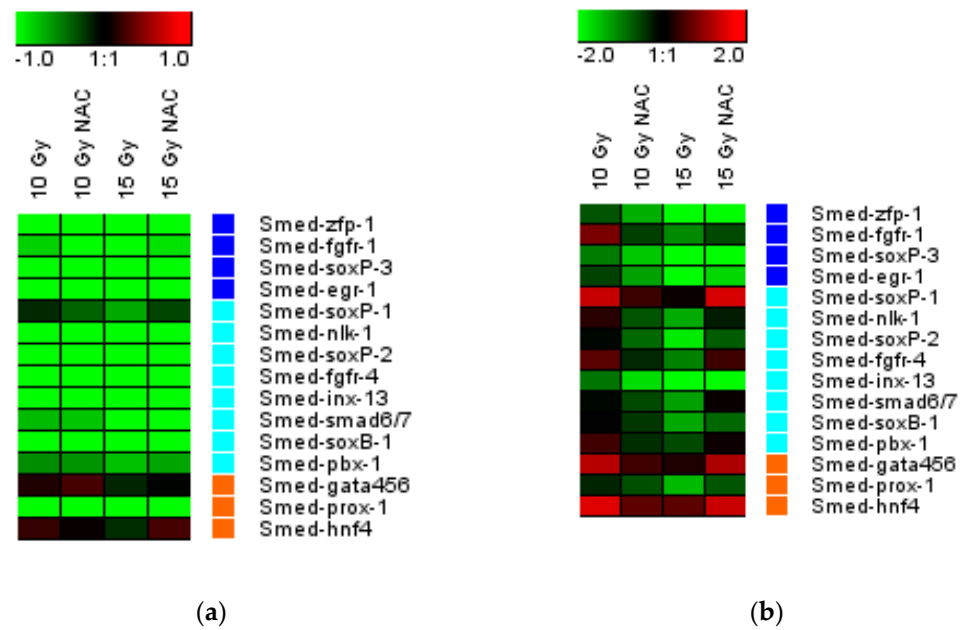 -1.0 1:1 1.0
10 Gy
10 Gy NAC
15 Gy
15 Gy NAC
Smed-zfp-1
Smed-fgfr-1
Smed-soxP-3
Smed-egr-1
Smed-soxP-1
Smed-nlk-1
Smed-soxP-2
Smed-fgfr-4
Smed-inx-13
Smed-smad6/7
Smed-soxB-1
Smed-pbx-1
Smed-gata456
Smed-prox-1
Smed-hnf4
(a)
-2.0 1:1 2.0
10 Gy
10 Gy NAC
15 Gy
15 Gy NAC
Smed-zfp-1
Smed-fgfr-1
Smed-soxP-3
Smed-egr-1
Smed-soxP-1
Smed-nlk-1
Smed-soxP-2
Smed-fgfr-4
Smed-inx-13
Smed-smad6/7
Smed-soxB-1
Smed-pbx-1
Smed-gata456
Smed-prox-1
Smed-hnf4
(b)